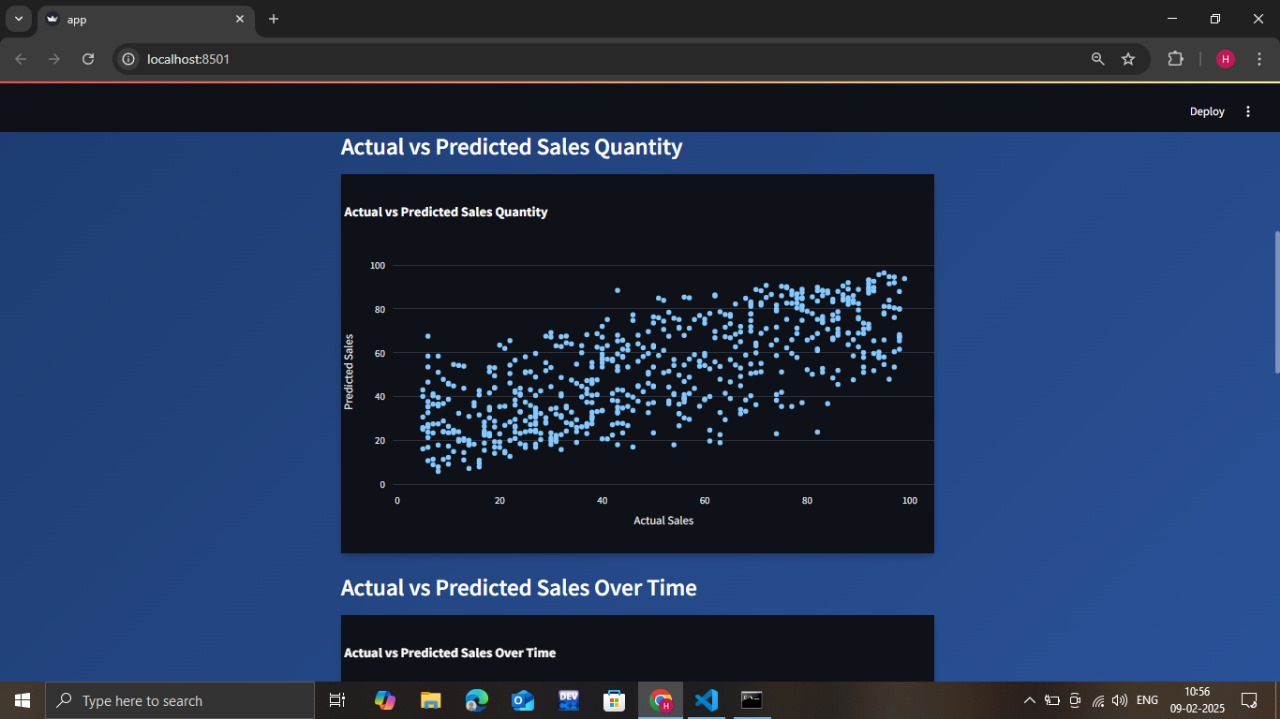 app
localhost:8501
H
Deploy
Actual vs Predicted Sales Quantity
Actual vs Predicted Sales Quantity
100
80
60
40
20
0
Predicted Sales
0 20 40 60 80 100
Actual Sales
Actual vs Predicted Sales Over Time
Actual vs Predicted Sales Over Time
Type here to search
DEV
H
ENG
10:56
09-02-2025